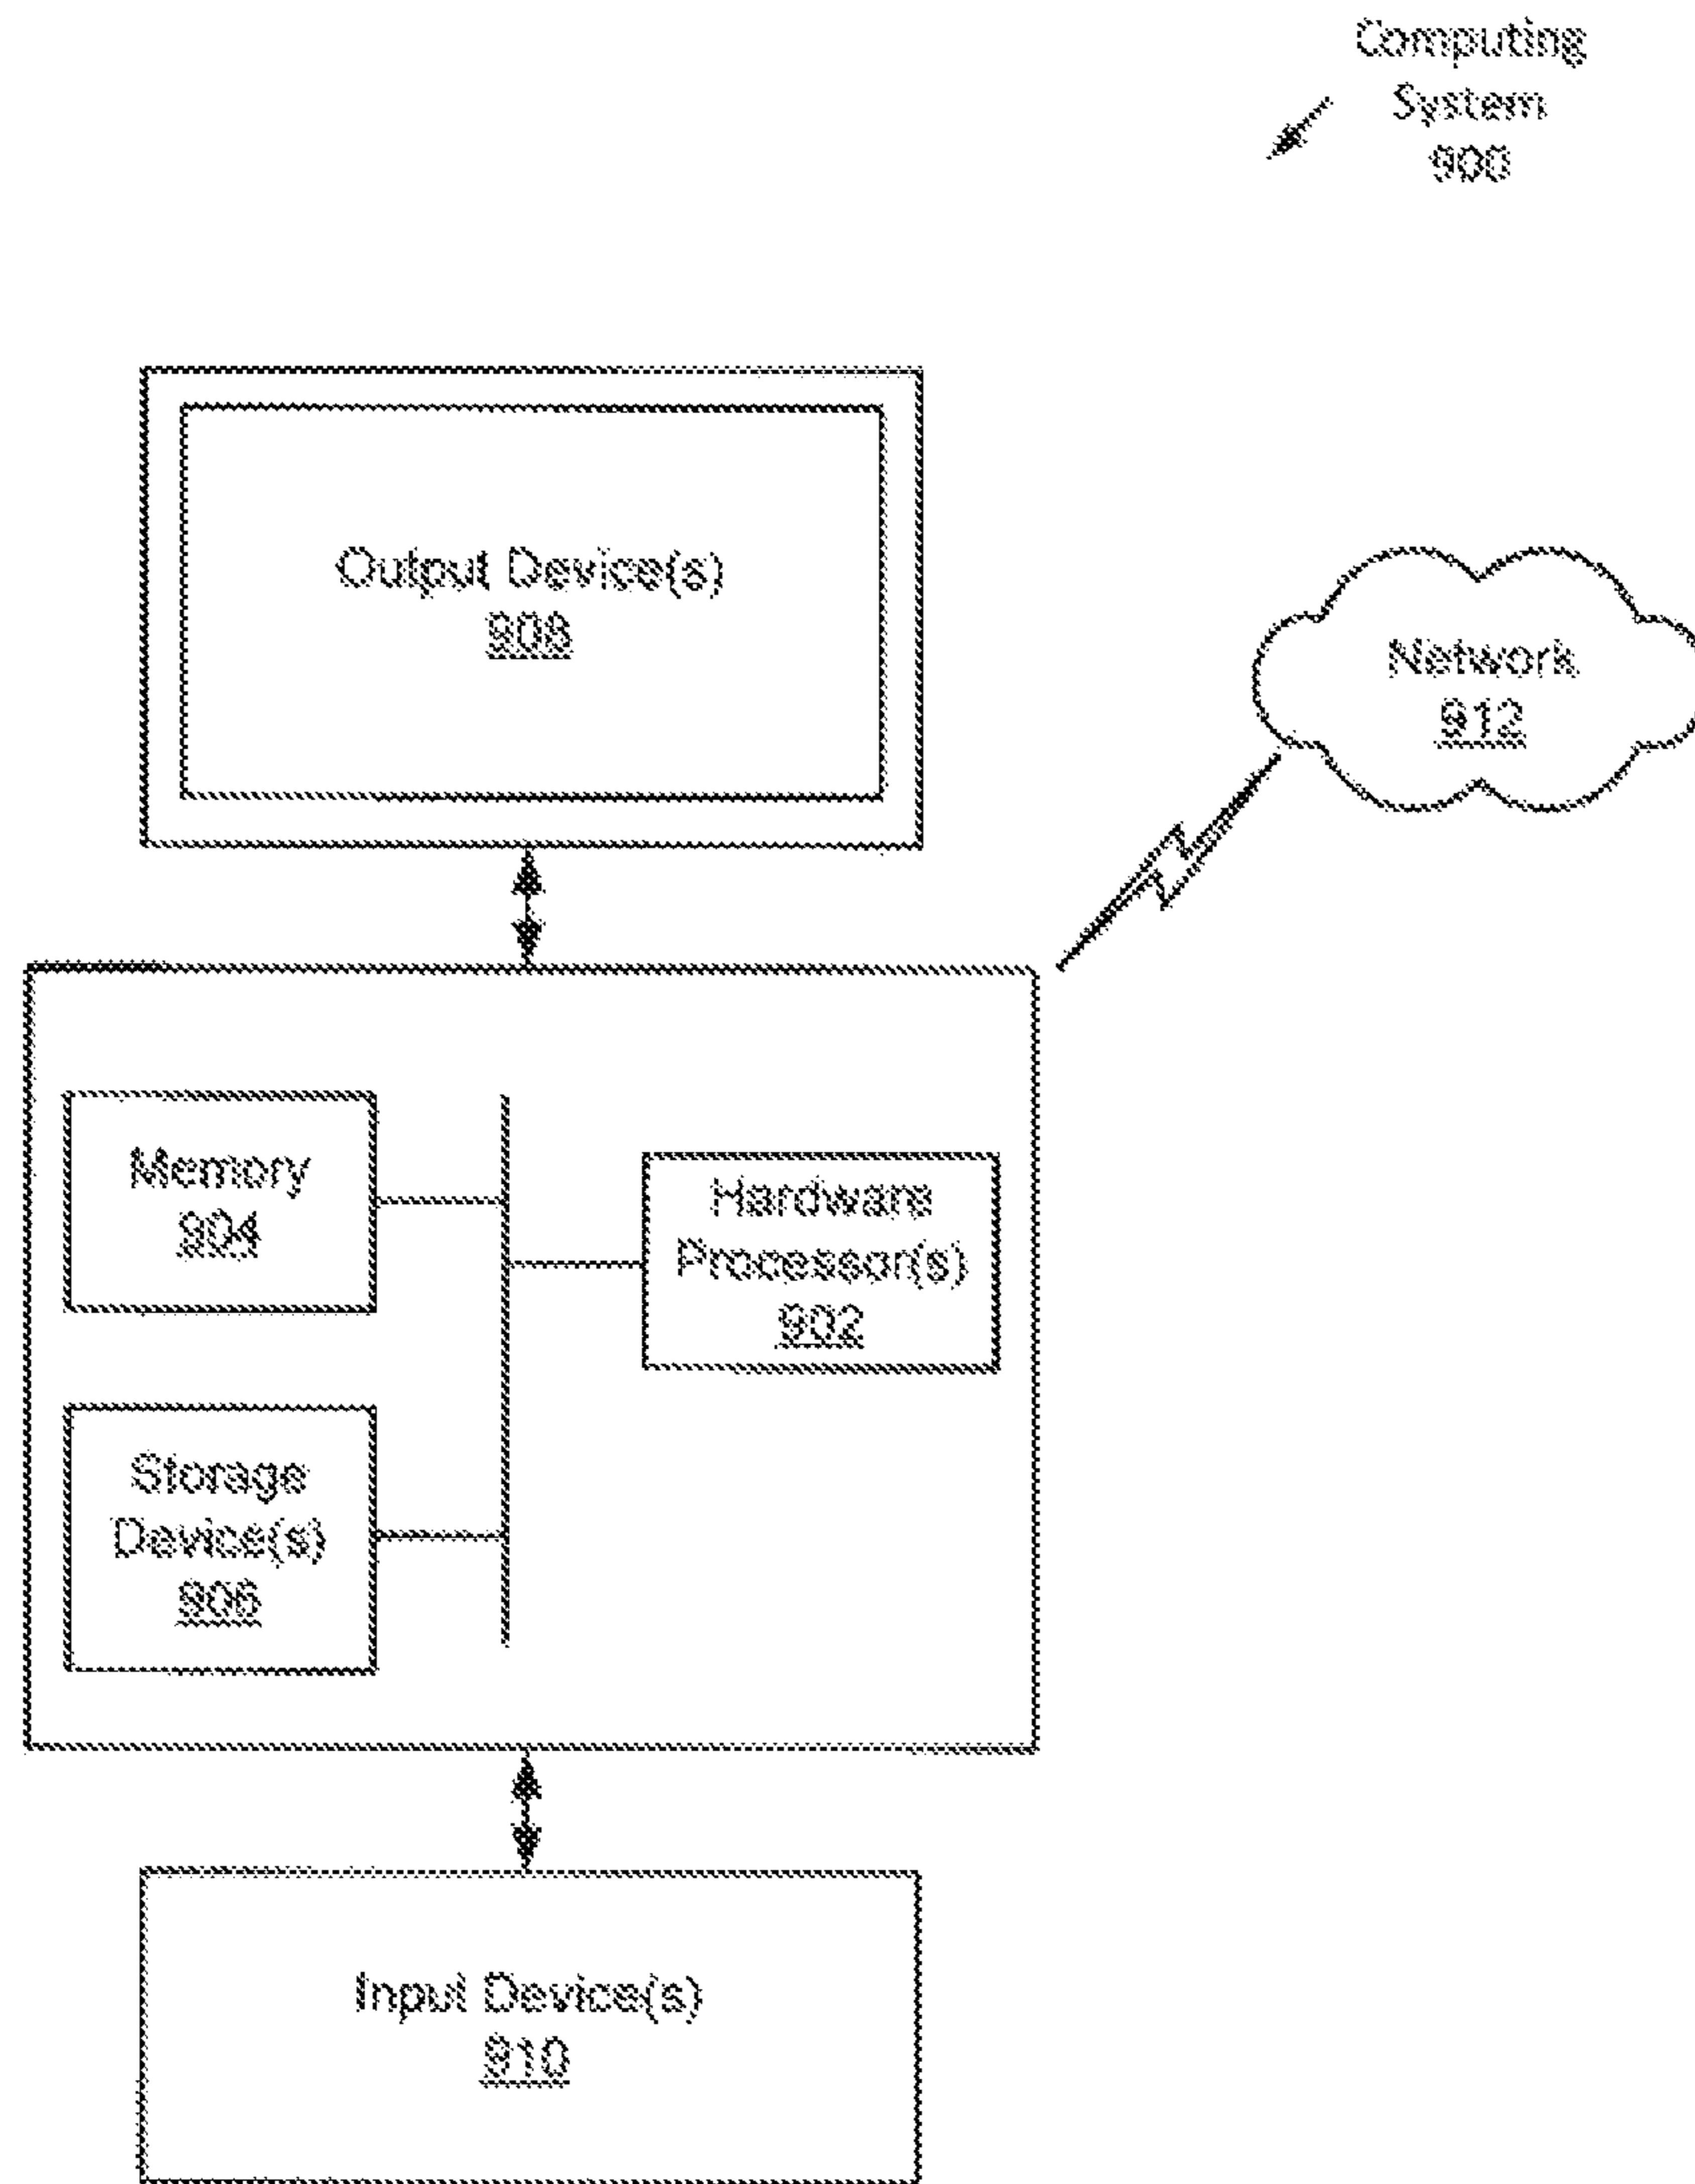 Computing
System
900
Output Device(s)
908
Network
912
Memory
904
Hardware
Processor(s)
902
Storage
Device(s)
906
Input Device(s)
910